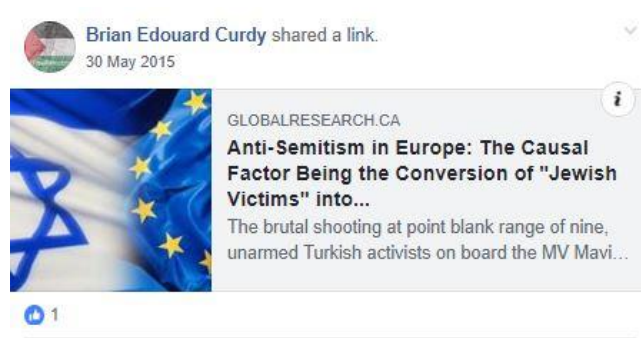 Brian Edouard Curdy shared a link.
30 May 2015
i
GLOBALRESEARCH.CA
Anti-Semitism in Europe: The Causal
Factor Being the Conversion of "Jewish
Victims" into...
The brutal shooting at point blank range of nine,
unarmed Turkish activists on board the MV Mavi...
1